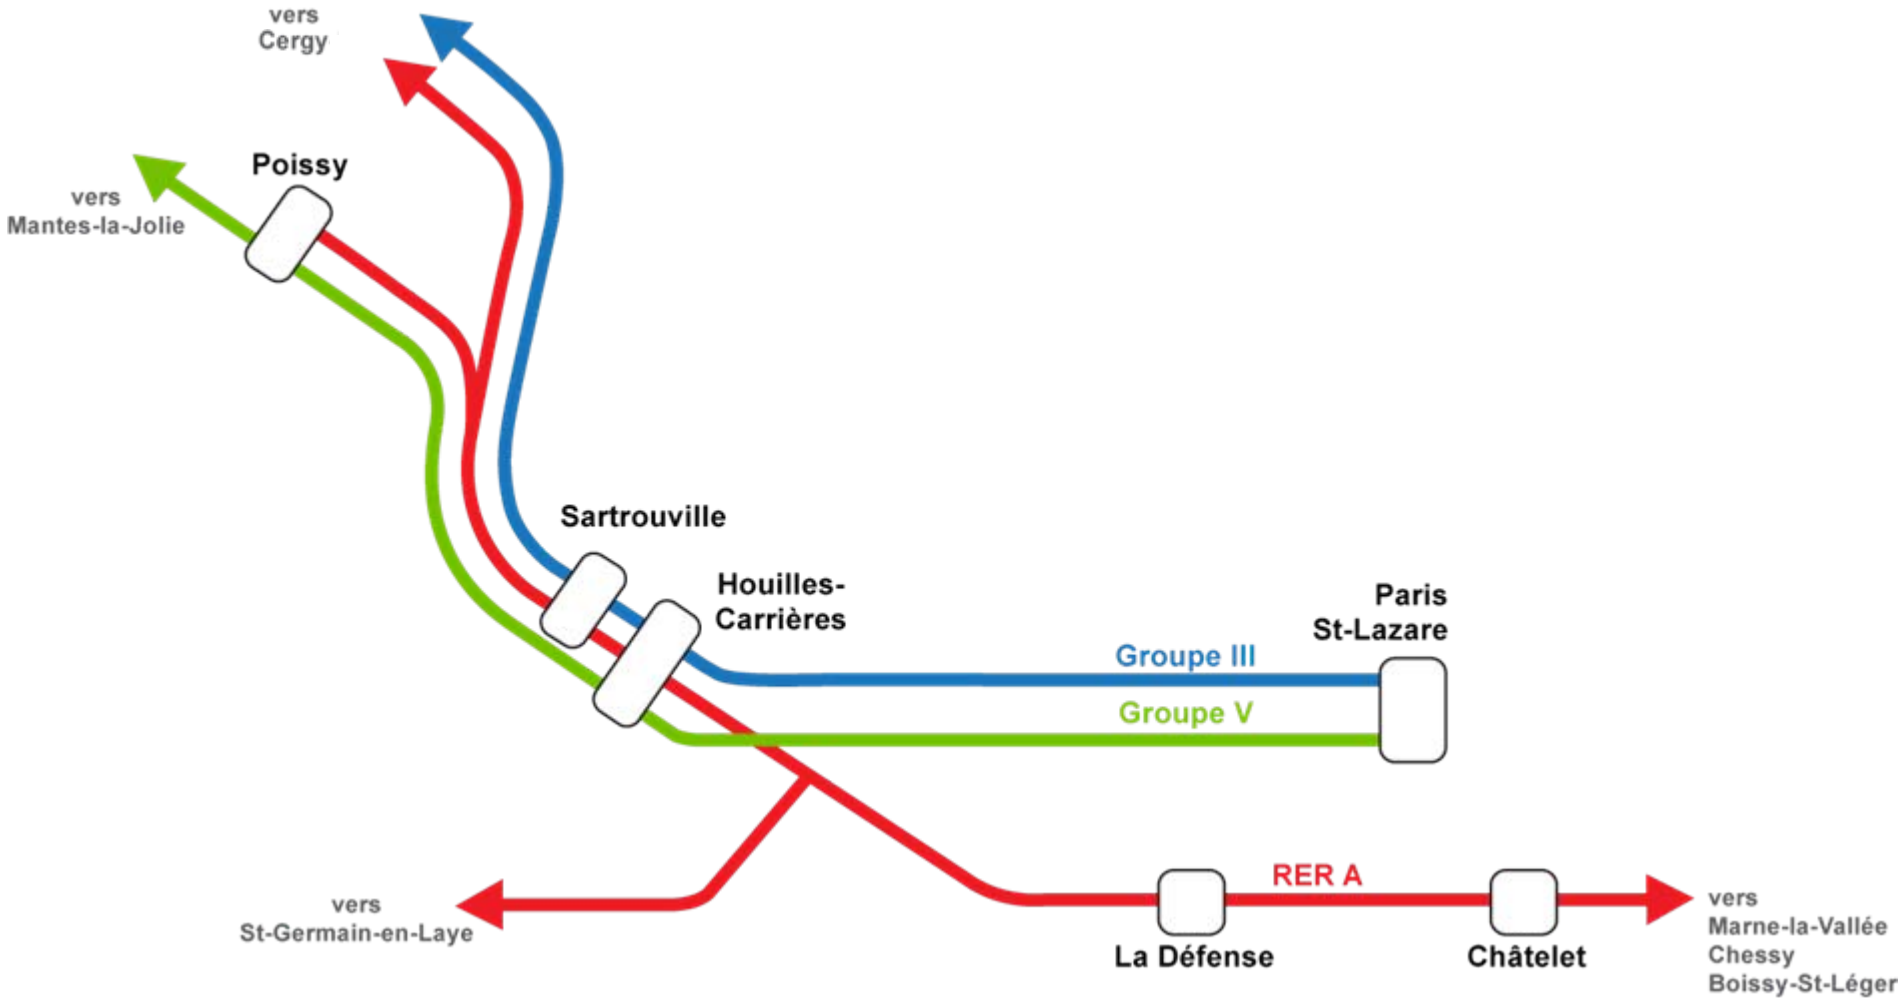 vers
Cergy
Poissy
vers
Mantes-la-Jolie
Sartrouville
Houilles-
Carrières
Paris
St-Lazare
Groupe III
Groupe V
RER A
vers
St-Germain-en-Laye
La Défense
Châtelet
vers
Marne-la-Vallée
Chessy
Boissy-St-Léger